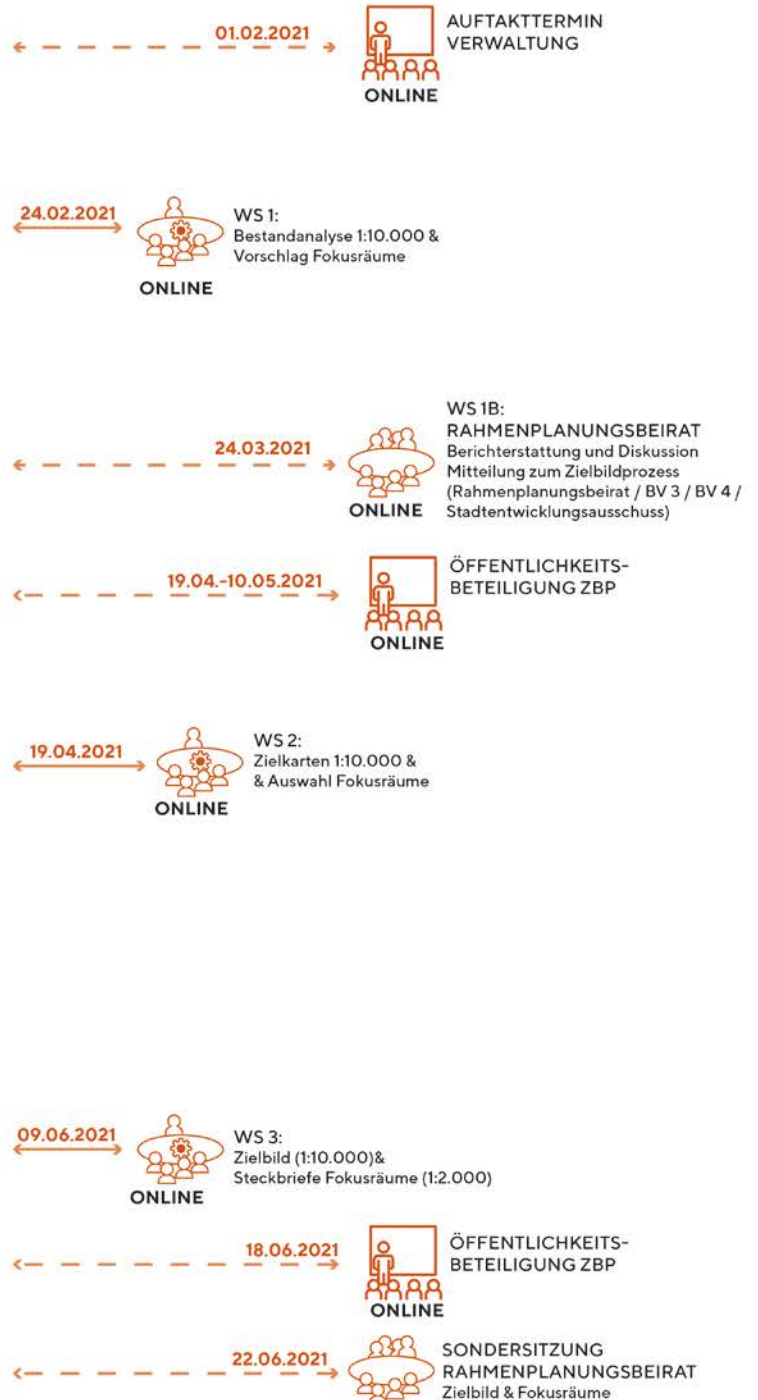 01.02.2021
AUFTAKTTERMIN
VERWALTUNG
ONLINE
24.02.2021
WS 1:
Bestandanalyse 1:10.000 &
Vorschlag Fokusräume
ONLINE
24.03.2021
WS 1B:
RAHMENPLANUNGSBEIRAT
Berichterstattung und Diskussion
Mitteilung zum Zielbildprozess
(Rahmenplanungsbeirat / BV 3 / BV 4 /
Stadtentwicklungsausschuss)
ONLINE
19.04.-10.05.2021
ÖFFENTLICHKEITS-
BETEILIGUNG ZBP
ONLINE
19.04.2021
WS 2:
Zielkarten 1:10.000 &
& Auswahl Fokusräume
ONLINE
09.06.2021
WS 3:
Zielbild (1:10.000)&
Steckbriefe Fokusräume (1:2.000)
ONLINE
18.06.2021
ÖFFENTLICHKEITS-
BETEILIGUNG ZBP
ONLINE
22.06.2021
SONDERSITZUNG
RAHMENPLANUNGSBEIRAT
Zielbild & Fokusräume